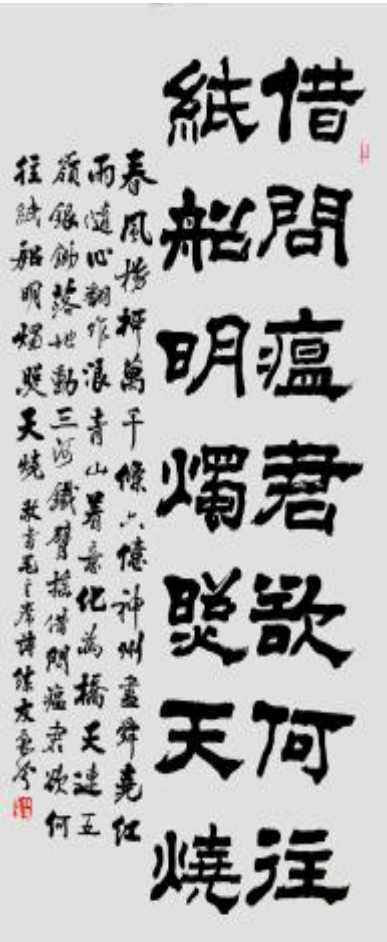 借問瘟君欲何往
紙船明燭照天燒
春風楊柳萬千條六億神州盡舜堯紅
雨隨心翻作浪青山着意化為橋天連五
嶺銀鋤落地動三河鐵臂搖借問瘟君欲何
往紙船明燭照天燒敬書毛主席詩